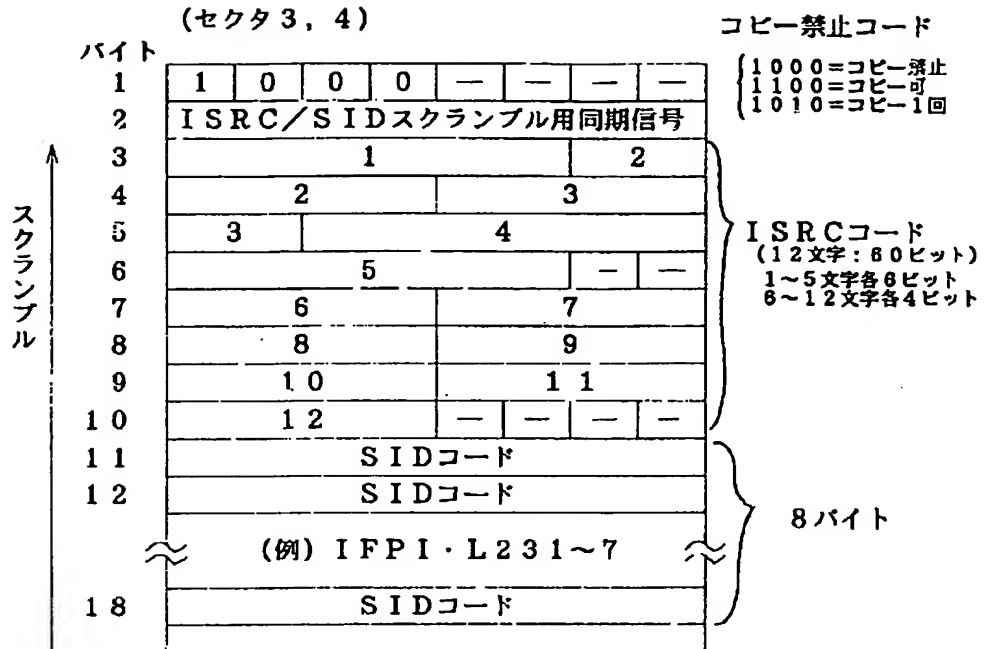 (セクタ3, 4)
コピー禁止コード
1000=コピー禁止
1100=コピー可
1010=コピー1回
バイト
1 1 0 0 0 — — — —
2 ISRC/SIDスクランブル用同期信号
3 1 2
4 2 3
5 3 4
6 5 — —
7 6 7
8 8 9
9 10 11
10 12 — — — —
11 SIDコード
12 SIDコード
(例) IFPI・L231~7
18 SIDコード
スクランブル
ISRCコード
(12文字:60ビット)
1~5文字各6ビット
6~12文字各4ビット
8バイト